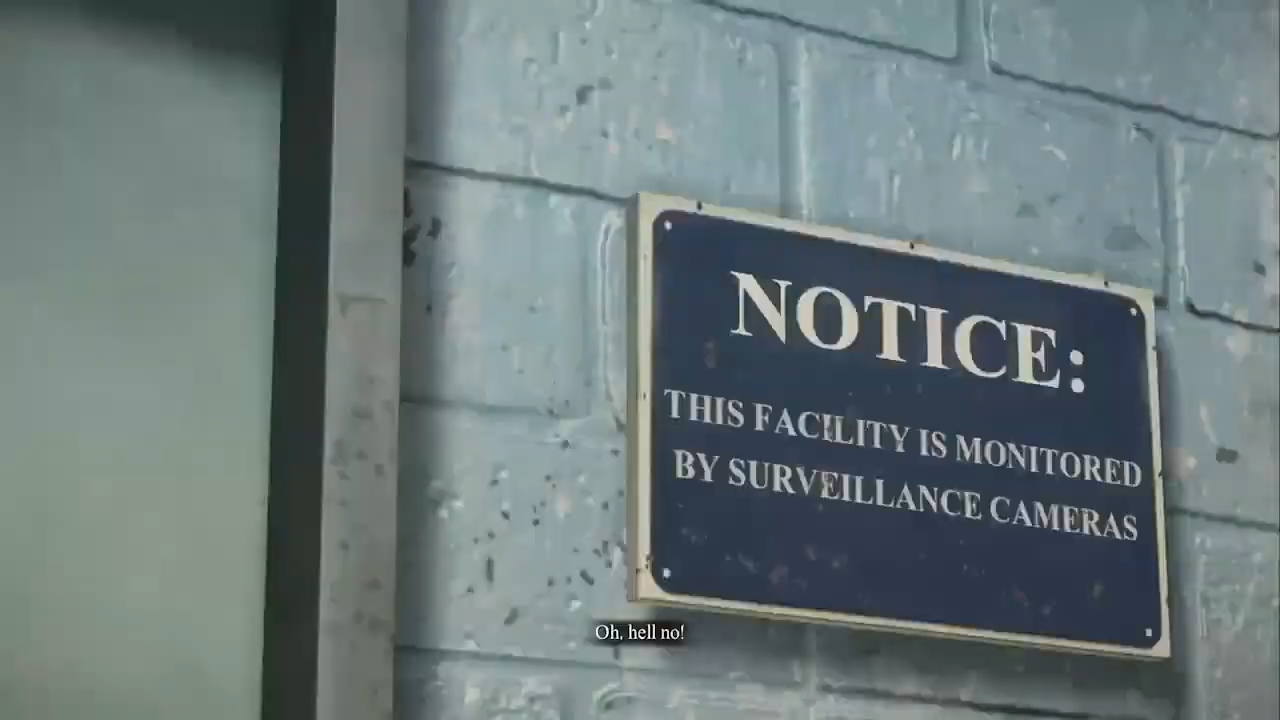 NOTICE:
THIS FACILITY IS MONITORED
BY SURVEILLANCE CAMERAS
Oh, hell no!